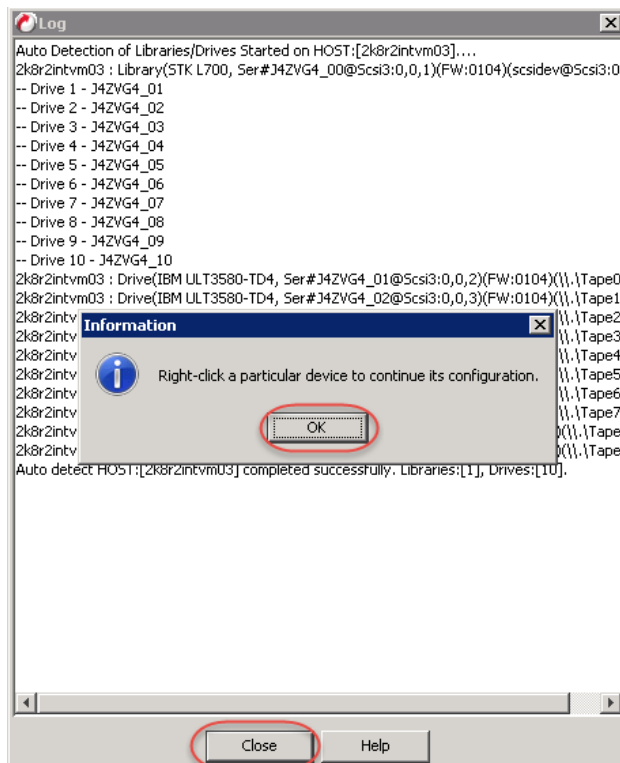 Log
Auto Detection of Libraries/Drives Started on HOST:[2k8r2intvm03]....
2k8r2intvm03 : Library(STK L700, Ser#J4ZVG4_00@Scsi3:0,0,1)(FW:0104)(scsidev@Scsi3:0
-- Drive 1 - J4ZVG4_01
-- Drive 2 - J4ZVG4_02
-- Drive 3 - J4ZVG4_03
-- Drive 4 - J4ZVG4_04
-- Drive 5 - J4ZVG4_05
-- Drive 6 - J4ZVG4_06
-- Drive 7 - J4ZVG4_07
-- Drive 8 - J4ZVG4_08
-- Drive 9 - J4ZVG4_09
-- Drive 10 - J4ZVG4_10
2k8r2intvm03 : Drive(IBM ULT3580-TD4, Ser#J4ZVG4_01@Scsi3:0,0,2)(FW:0104)(\\.\Tape0
2k8r2intvm03 : Drive(IBM ULT3580-TD4, Ser#J4ZVG4_02@Scsi3:0,0,3)(FW:0104)(\\.\Tape1
2k8r2intv \\.\Tape2
2k8r2intv \\.\Tape3
2k8r2intv \\.\Tape4
2k8r2intv \\.\Tape5
2k8r2intv \\.\Tape6
2k8r2intv \\.\Tape7
2k8r2intv )(\\.\Tape
2k8r2intv )(\\.\Tape
Auto detect HOST:[2k8r2intvm03] completed successfully. Libraries:[1], Drives:[10].
Information
Right-click a particular device to continue its configuration.
OK
Close
Help